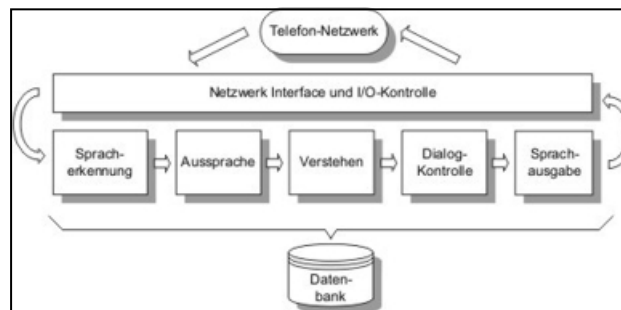 Telefon-Netzwerk
Netzwerk Interface und I/O-Kontrolle
Sprach-
erkennung
Aussprache
Verstehen
Dialog-
Kontrolle
Sprach-
ausgabe
Daten-
bank